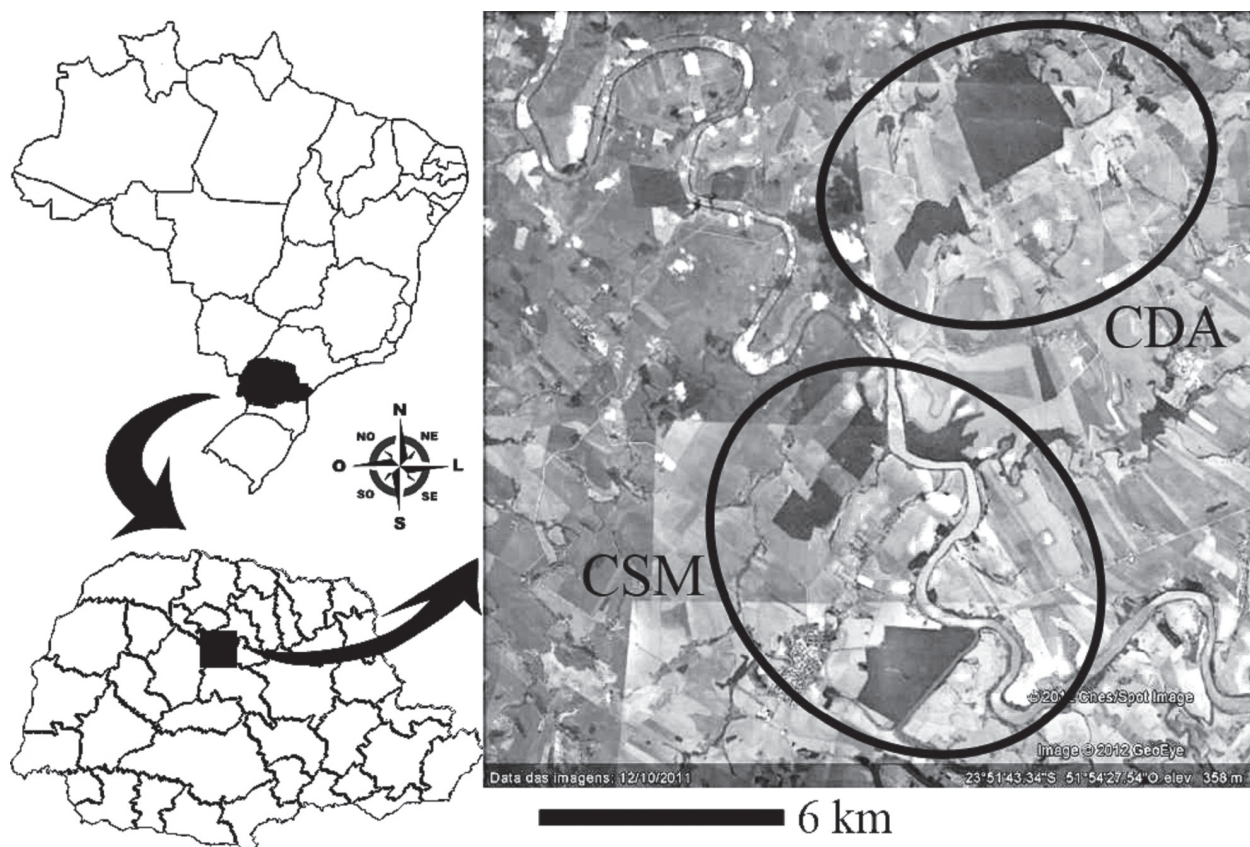 N
NO NE
O L
SO SE
S
CDA
CSM
© 2012 Cnes/Spot Image
Image © 2012 GeoEye
Data das imagens: 12/10/2011 23°51'43.34"S 51°54'27.54"O elev 358 m
6 km